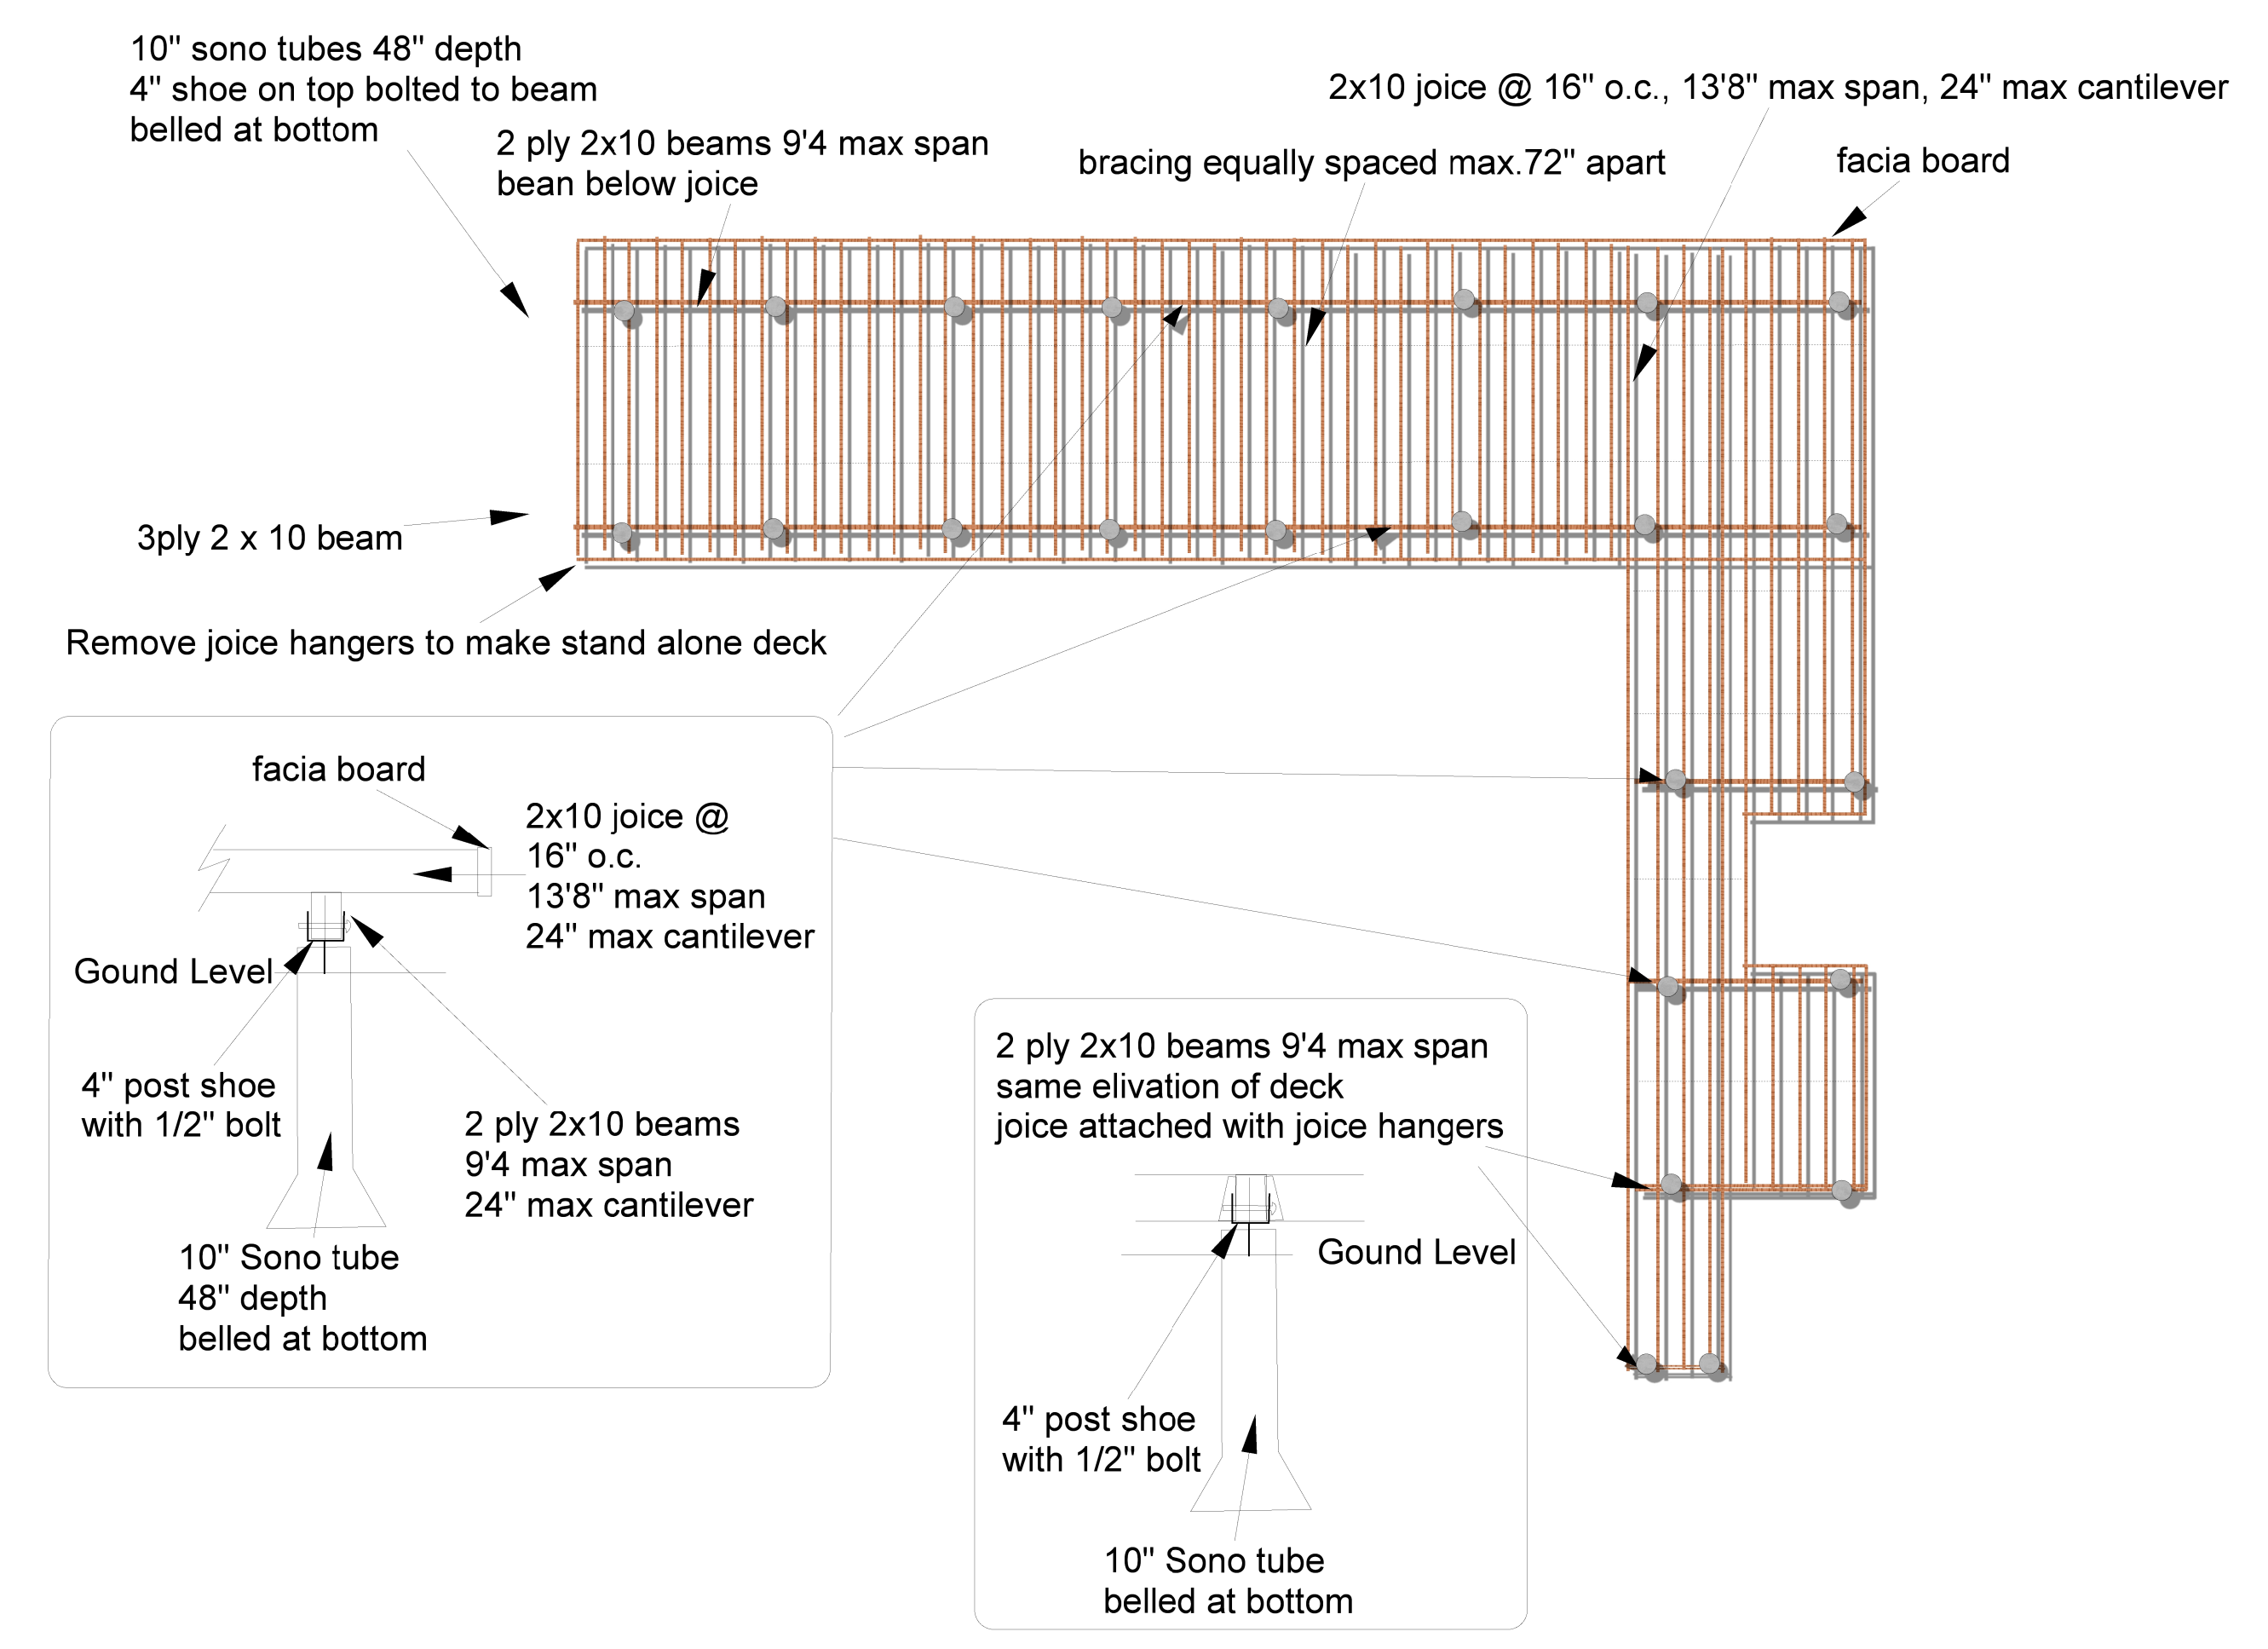 10" sono tubes 48" depth
4" shoe on top bolted to beam
belled at bottom
2 ply 2x10 beams 9'4 max span
bean below joice
2x10 joice @ 16" o.c., 13'8" max span, 24" max cantilever
bracing equally spaced max.72" apart
facia board
3ply 2 x 10 beam
Remove joice hangers to make stand alone deck
facia board
2x10 joice @
16" o.c.
13'8" max span
24" max cantilever
Gound Level
4" post shoe
with 1/2" bolt
2 ply 2x10 beams
9'4 max span
24" max cantilever
10" Sono tube
48" depth
belled at bottom
2 ply 2x10 beams 9'4 max span
same elivation of deck
joice attached with joice hangers
Gound Level
4" post shoe
with 1/2" bolt
10" Sono tube
belled at bottom